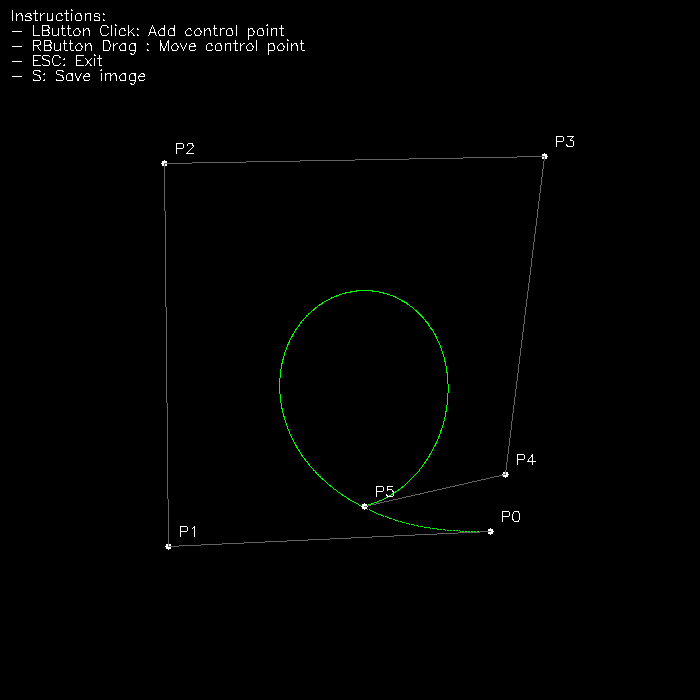 Instructions:
- LButton Click: Add control point
- RButton Drag : Move control point
- ESC: Exit
- S: Save image
P2
P3
P4
P5
P0
P1